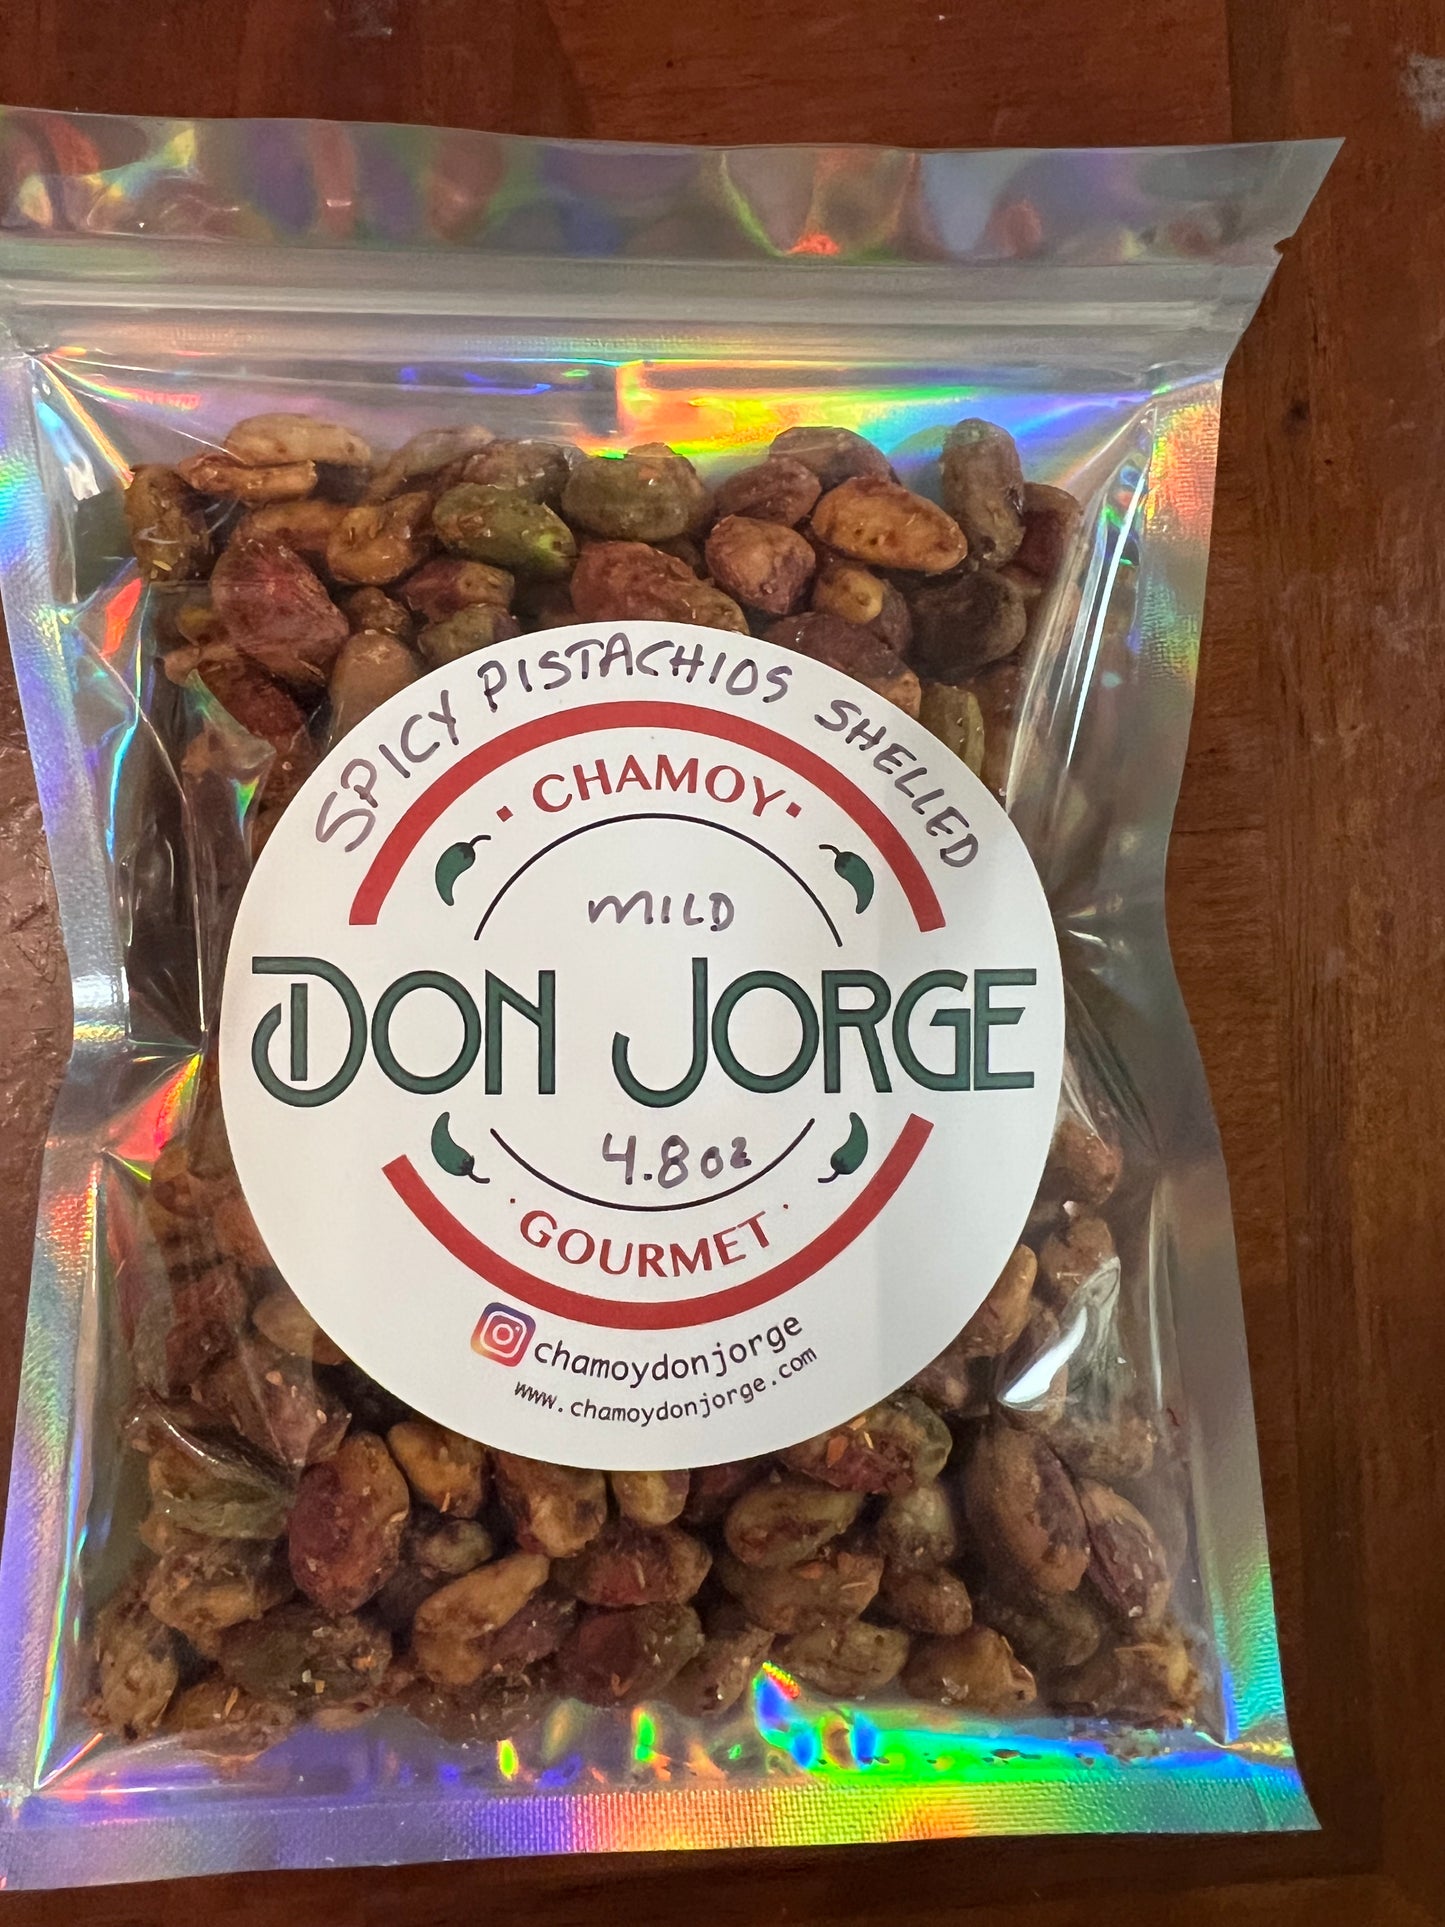 SPICY PISTACHIOS SHELLED
CHAMOY
MILD
DON JORGE
4.8oz
GOURMET
chamoydonjorge
www.chamoydonjorge.com